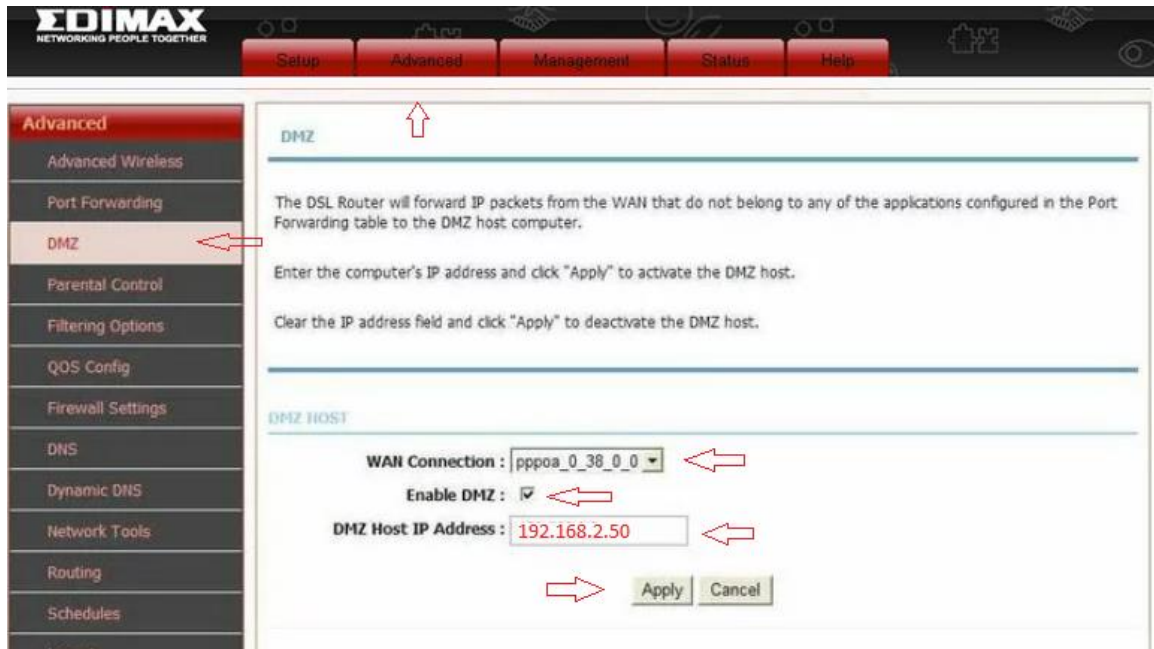 EDIMAX
NETWORKING PEOPLE TOGETHER
Setup Advanced Management Status Help
Advanced
Advanced Wireless
Port Forwarding
DMZ
Parental Control
Filtering Options
QOS Config
Firewall Settings
DNS
Dynamic DNS
Network Tools
Routing
Schedules
DMZ
The DSL Router will forward IP packets from the WAN that do not belong to any of the applications configured in the Port
Forwarding table to the DMZ host computer.
Enter the computer's IP address and click "Apply" to activate the DMZ host.
Clear the IP address field and click "Apply" to deactivate the DMZ host.
DMZ HOST
WAN Connection : pppoa_0_38_0_0
Enable DMZ :
DMZ Host IP Address : 192.168.2.50
Apply Cancel